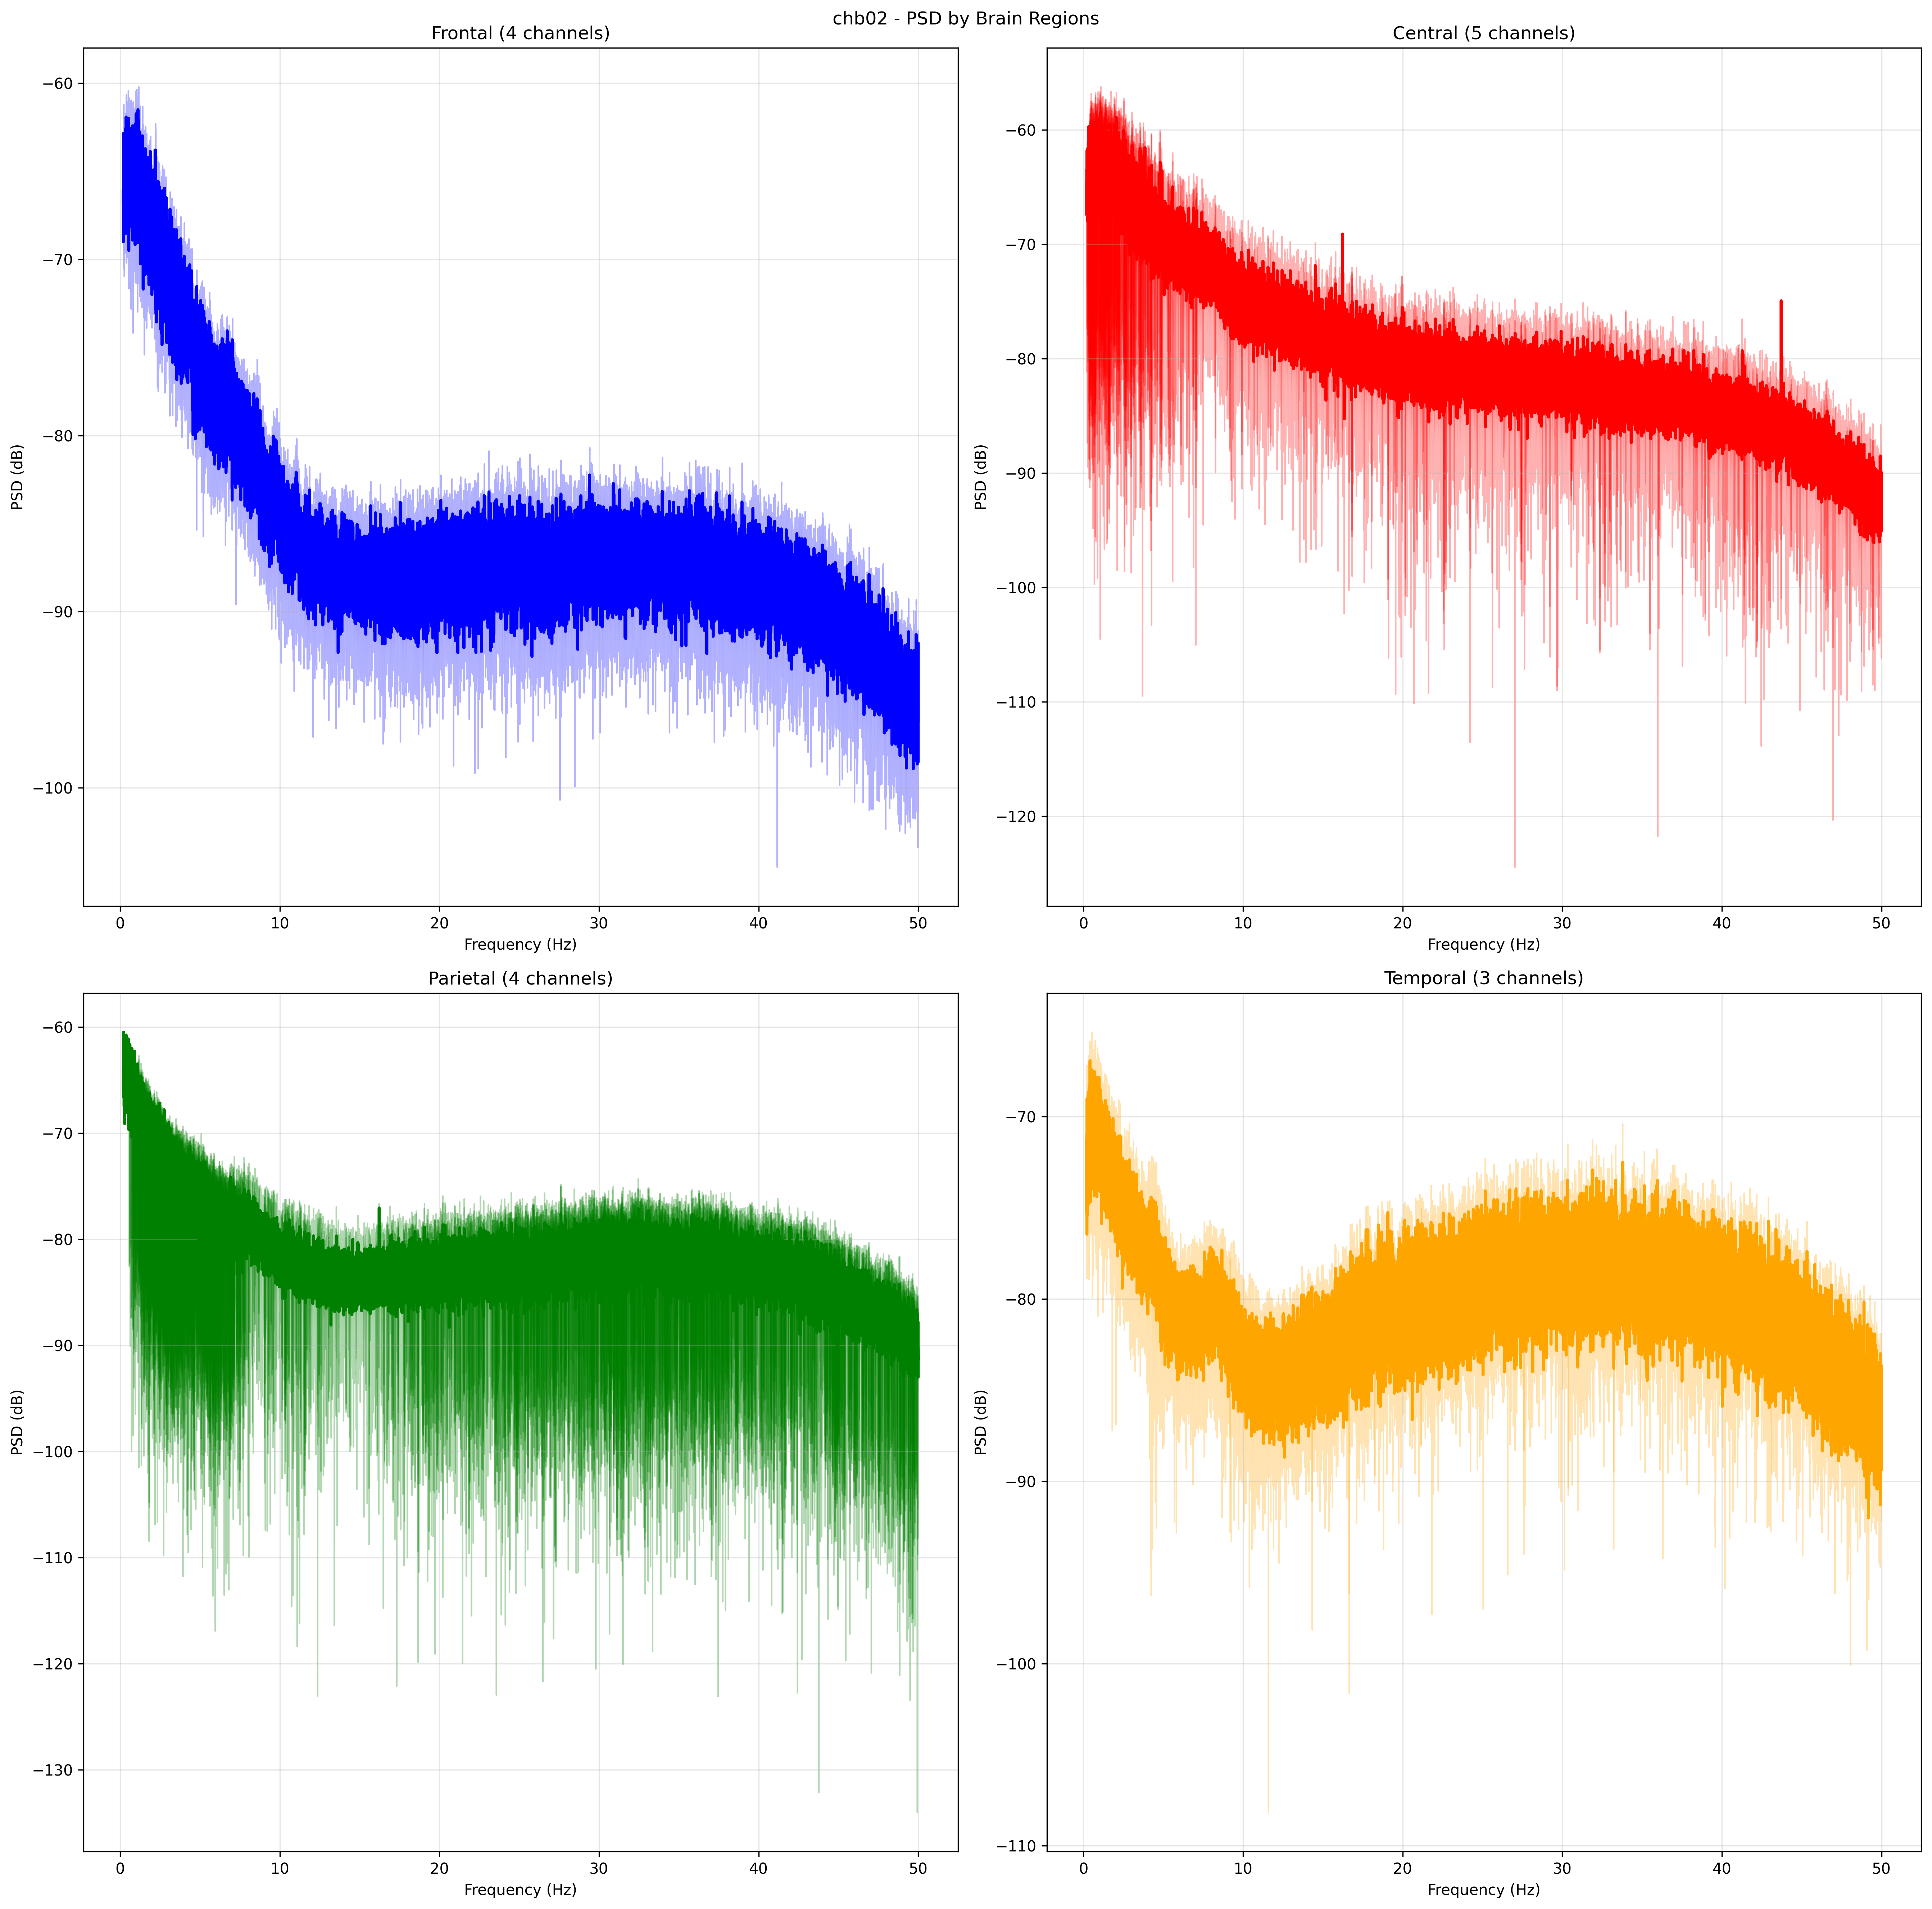 chb02 - PSD by Brain Regions
Frontal (4 channels)
−60
−70
−80
−90
−100
PSD (dB)
0 10 20 30 40 50
Frequency (Hz)
Central (5 channels)
−60
−70
−80
−90
−100
−110
−120
PSD (dB)
0 10 20 30 40 50
Frequency (Hz)
Parietal (4 channels)
−60
−70
−80
−90
−100
−110
−120
−130
PSD (dB)
0 10 20 30 40 50
Frequency (Hz)
Temporal (3 channels)
−70
−80
−90
−100
−110
PSD (dB)
0 10 20 30 40 50
Frequency (Hz)